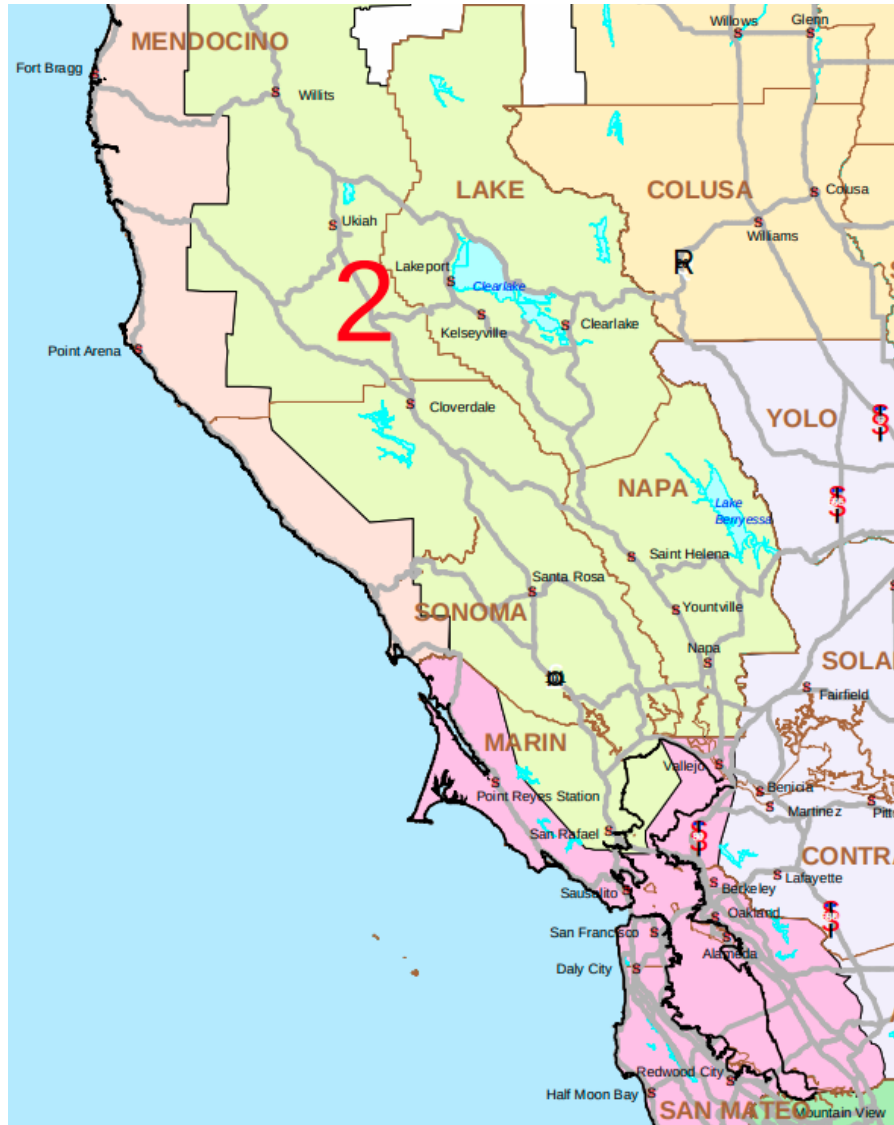 Willows
Glenn
MENDOCINO
Fort Bragg
Willits
LAKE
COLUSA
Colusa
Ukiah
Williams
Lakeport
R
2
Clearlake
Kelseyville
Clearlake
Point Arena
Cloverdale
YOLO
NAPA
Lake
Berryessa
Saint Helena
Santa Rosa
SONOMA
Yountville
Napa
SOLA
Fairfield
MARIN
Vallejo
Benicia
Point Reyes Station
Martinez
Pitts
San Rafael
CONTRA
Lafayette
Berkeley
Sausalito
Oakland
San Francisco
Alameda
Daly City
Redwood City
Half Moon Bay
SAN MATEO
Mountain View